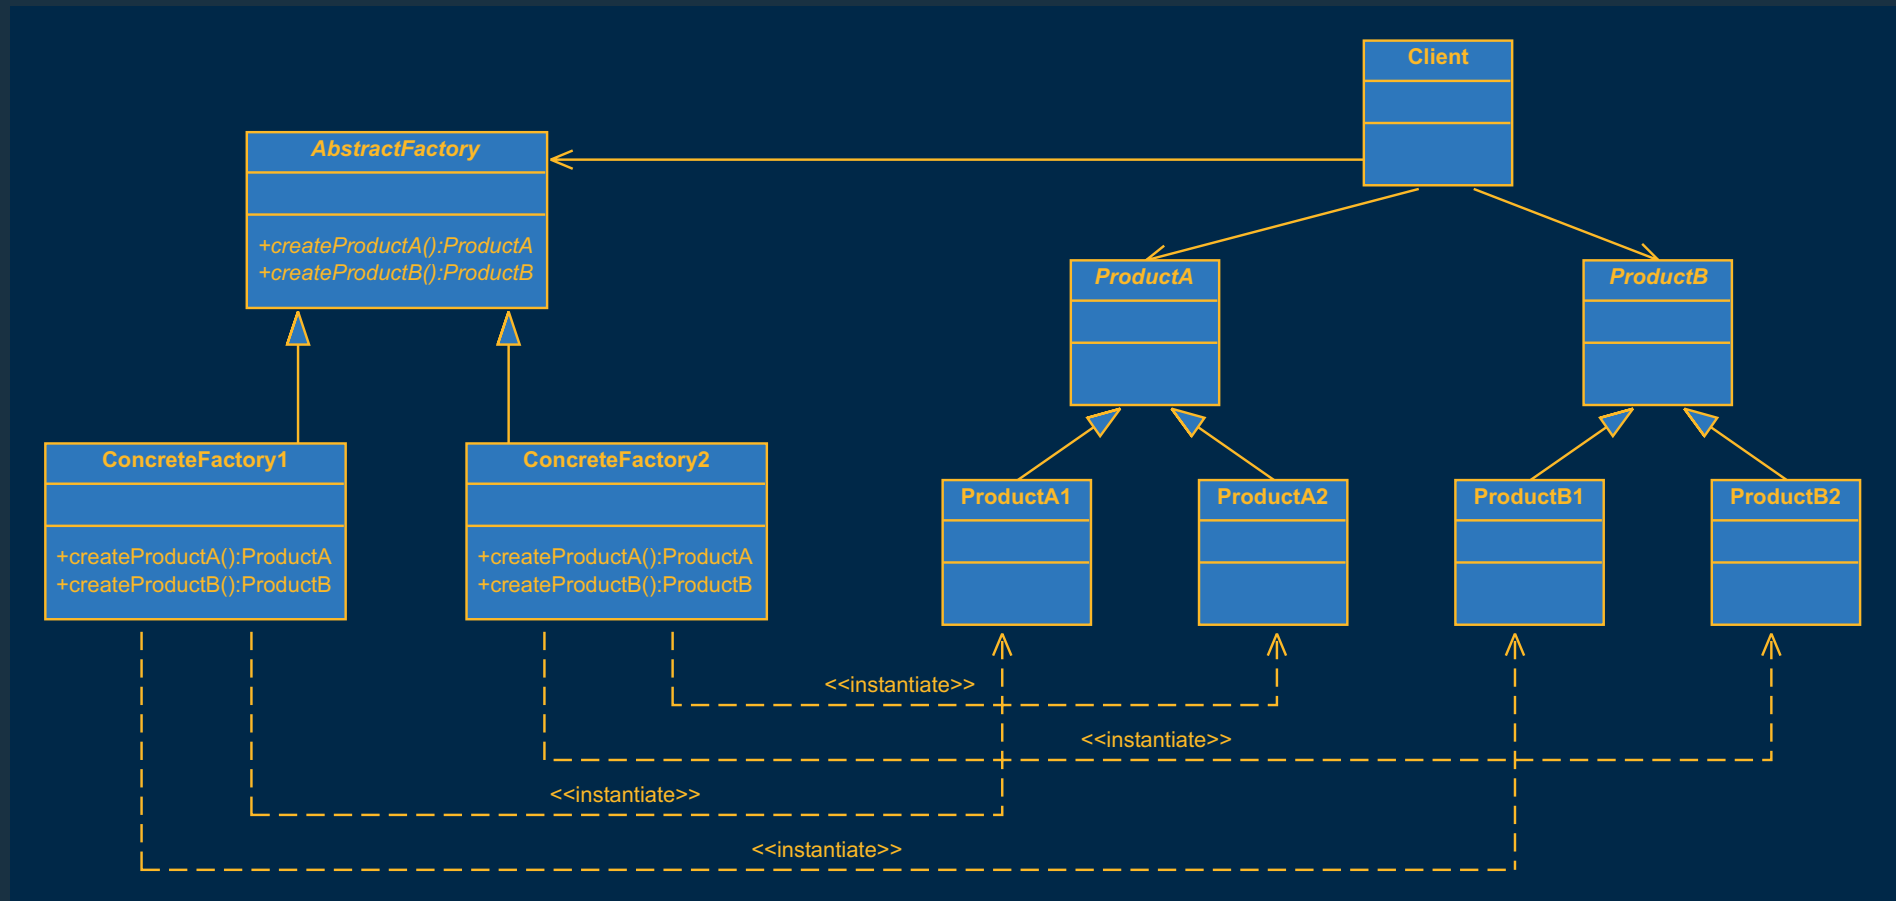 Client
AbstractFactory
+createProductA():ProductA
+createProductB():ProductB
ProductA
ProductB
ConcreteFactory1
+createProductA():ProductA
+createProductB():ProductB
ConcreteFactory2
+createProductA():ProductA
+createProductB():ProductB
ProductA1
ProductA2
ProductB1
ProductB2
<<instantiate>>
<<instantiate>>
<<instantiate>>
<<instantiate>>